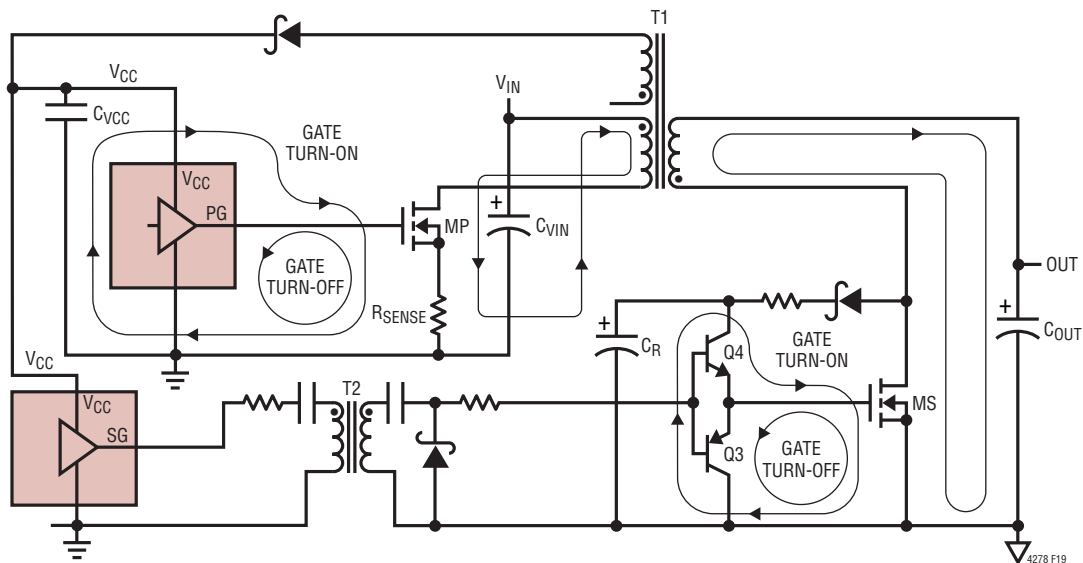 T1
VCC
CVCC
GATE
TURN-ON
VIN
VCC
PG
MP
+
CVIN
GATE
TURN-OFF
RSENSE
OUT
+
COUT
+
CR
Q4
GATE
TURN-ON
VCC
VCC
SG
T2
MS
Q3
GATE
TURN-OFF
4278 F19